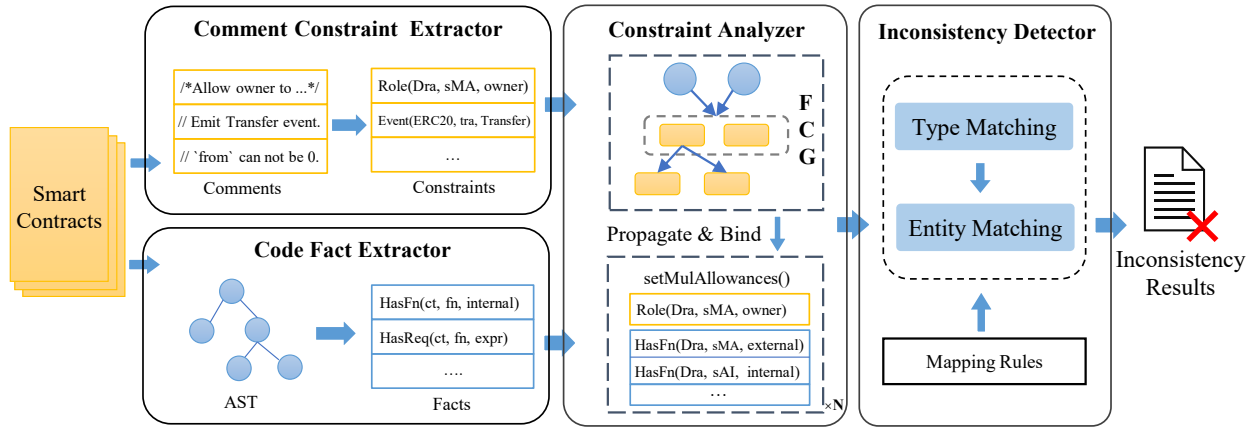 Smart
Contracts
Comment Constraint Extractor
/*Allow owner to ...*/
// Emit Transfer event.
// `from` can not be 0.
Comments
Role(Dra, sMA, owner)
Event(ERC20, tra, Transfer)
…
Constraints
Code Fact Extractor
AST
HasFn(ct, fn, internal)
HasReq(ct, fn, expr)
….
Facts
Constraint Analyzer
F
C
G
Propagate & Bind
setMulAllowances()
Role(Dra, sMA, owner)
HasFn(Dra, sMA, external)
HasFn(Dra, sAI, internal)
…
×N
Inconsistency Detector
Type Matching
Entity Matching
Mapping Rules
Inconsistency
Results